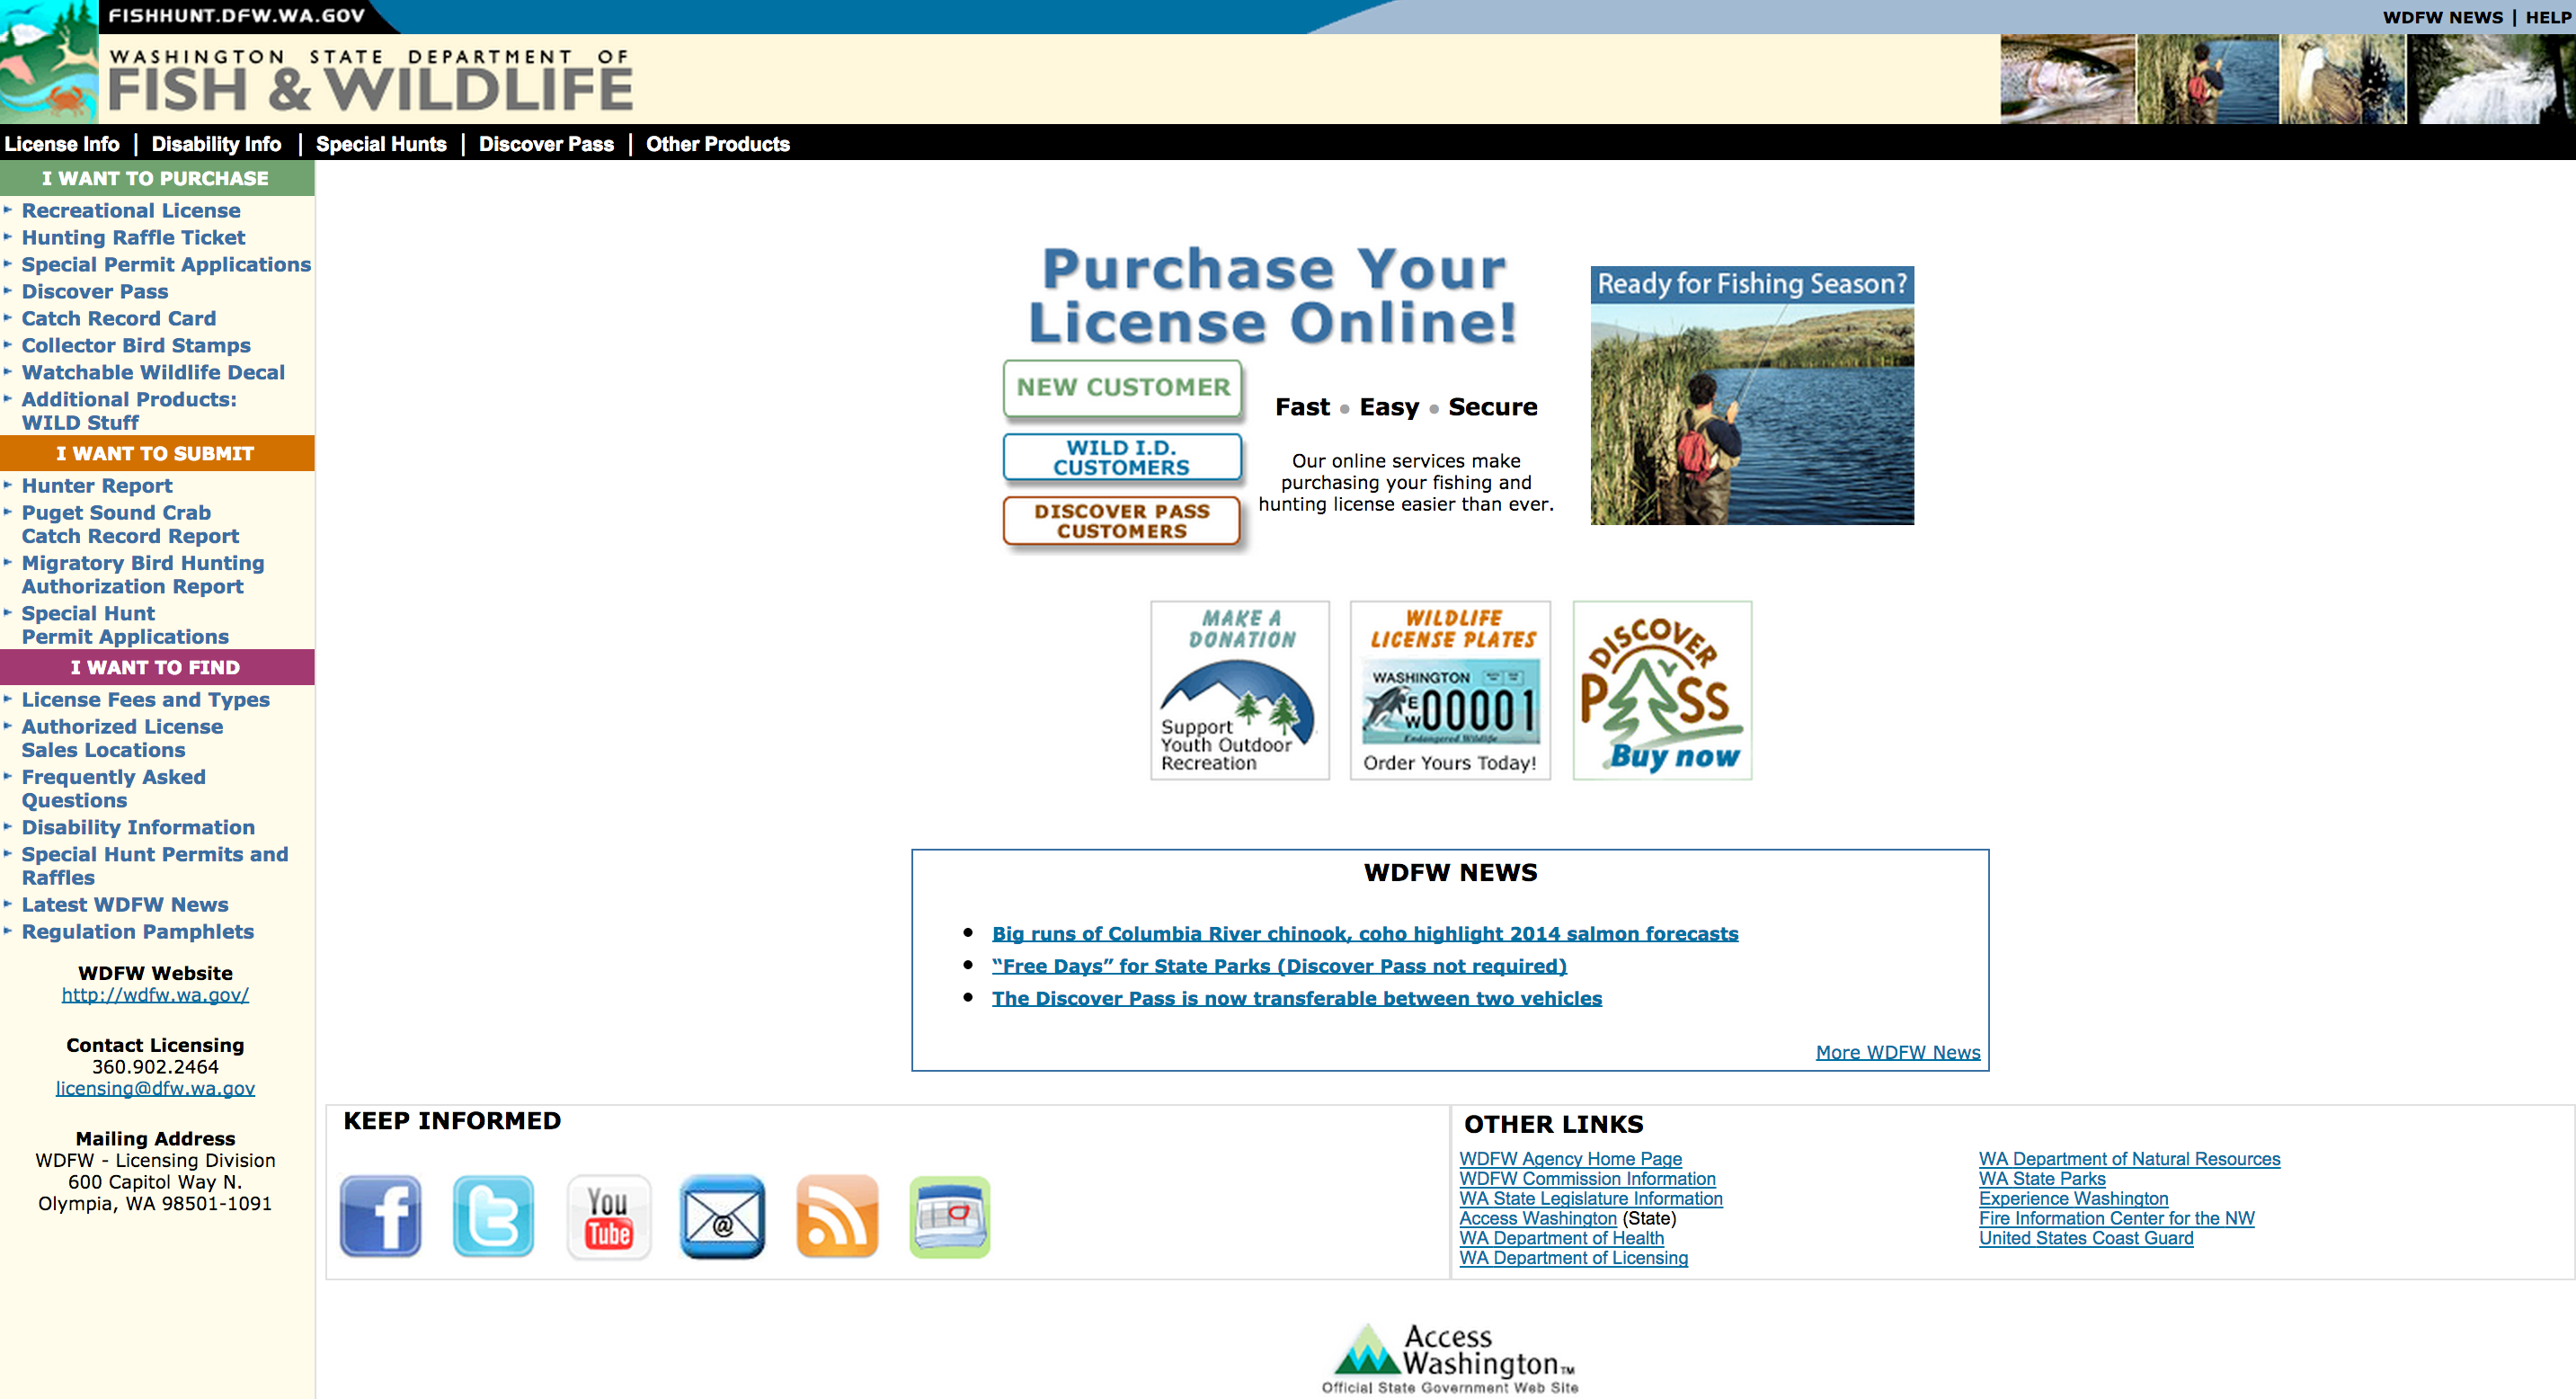 FISHHUNT.DFW.WA.GOV
WDFW NEWS | HELP
WASHINGTON STATE DEPARTMENT OF
FISH & WILDLIFE
License Info | Disability Info | Special Hunts | Discover Pass | Other Products
I WANT TO PURCHASE
Recreational License
Hunting Raffle Ticket
Special Permit Applications
Discover Pass
Catch Record Card
Collector Bird Stamps
Watchable Wildlife Decal
Additional Products:
WILD Stuff
I WANT TO SUBMIT
Hunter Report
Puget Sound Crab
Catch Record Report
Migratory Bird Hunting
Authorization Report
Special Hunt
Permit Applications
I WANT TO FIND
License Fees and Types
Authorized License
Sales Locations
Frequently Asked
Questions
Disability Information
Special Hunt Permits and
Raffles
Latest WDFW News
Regulation Pamphlets
WDFW Website
http://wdfw.wa.gov/
Contact Licensing
360.902.2464
licensing@dfw.wa.gov
Mailing Address
WDFW - Licensing Division
600 Capitol Way N.
Olympia, WA 98501-1091
Purchase Your
License Online!
NEW CUSTOMER
WILD I.D.
CUSTOMERS
DISCOVER PASS
CUSTOMERS
Fast • Easy • Secure
Our online services make
purchasing your fishing and
hunting license easier than ever.
Ready for Fishing Season?
MAKE A
DONATION
Support
Youth Outdoor
Recreation
WILDLIFE
LICENSE PLATES
WASHINGTON
EW00001
Endangered Wildlife
Order Yours Today!
DISCOVER
PASS
Buy now
WDFW NEWS
Big runs of Columbia River chinook, coho highlight 2014 salmon forecasts
“Free Days” for State Parks (Discover Pass not required)
The Discover Pass is now transferable between two vehicles
More WDFW News
KEEP INFORMED
f
t
You
Tube
@
OTHER LINKS
WDFW Agency Home Page
WDFW Commission Information
WA State Legislature Information
Access Washington (State)
WA Department of Health
WA Department of Licensing
WA Department of Natural Resources
WA State Parks
Experience Washington
Fire Information Center for the NW
United States Coast Guard
Access
Washington™
Official State Government Web Site